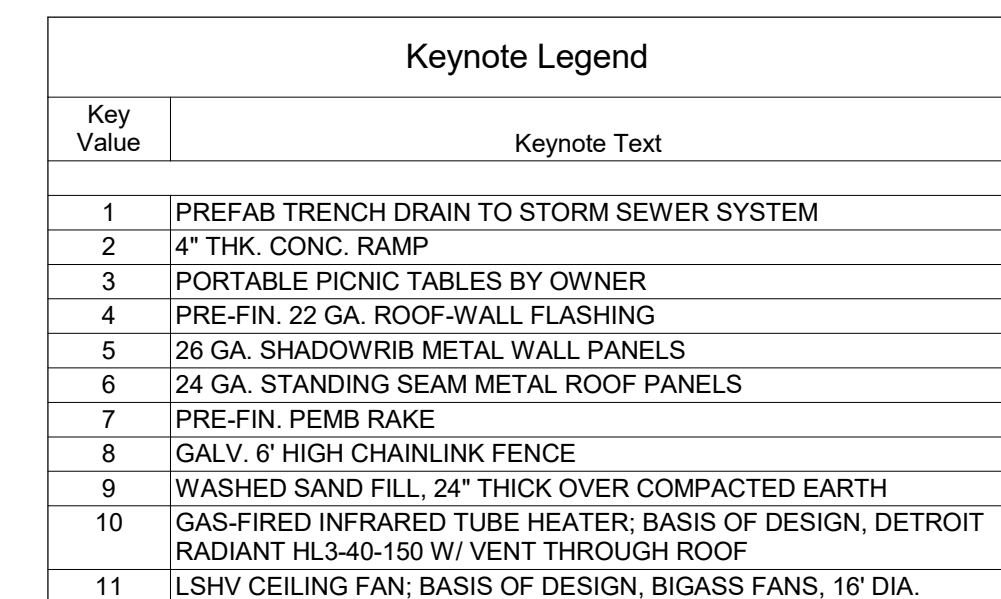 Keynote Legend
Key
Value
Keynote Text
1 PREFAB TRENCH DRAIN TO STORM SEWER SYSTEM
2 4" THK. CONC. RAMP
3 PORTABLE PICNIC TABLES BY OWNER
4 PRE-FIN. 22 GA. ROOF-WALL FLASHING
5 26 GA. SHADOWRIB METAL WALL PANELS
6 24 GA. STANDING SEAM METAL ROOF PANELS
7 PRE-FIN. PEMB RAKE
8 GALV. 6' HIGH CHAINLINK FENCE
9 WASHED SAND FILL, 24" THICK OVER COMPACTED EARTH
10 GAS-FIRED INFRARED TUBE HEATER; BASIS OF DESIGN, DETROIT
RADIANT HL3-40-150 W/ VENT THROUGH ROOF
11 LSHV CEILING FAN; BASIS OF DESIGN, BIGASS FANS, 16' DIA.